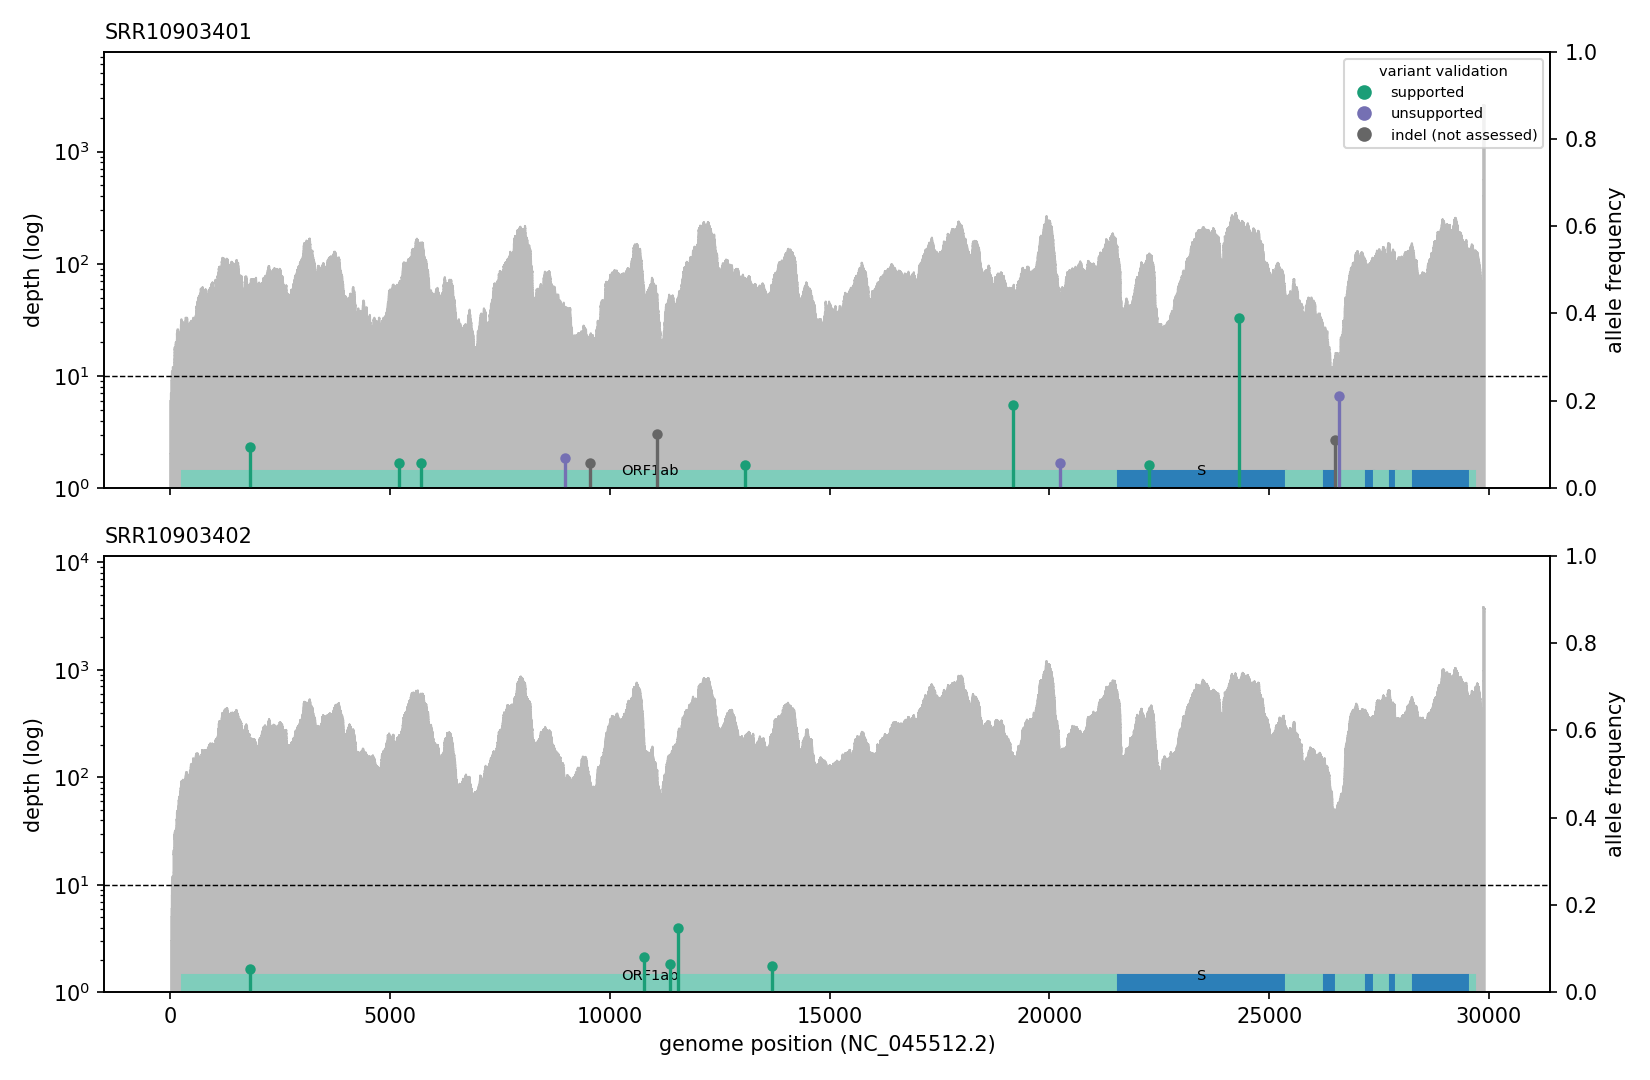 SRR10903401
variant validation
supported
unsupported
indel (not assessed)
depth (log)
10³
10²
10¹
10⁰
1.0
0.8
0.6
0.4
0.2
0.0
allele frequency
ORF1ab
S
SRR10903402
depth (log)
10⁴
10³
10²
10¹
10⁰
1.0
0.8
0.6
0.4
0.2
0.0
allele frequency
ORF1ab
S
0 5000 10000 15000 20000 25000 30000
genome position (NC_045512.2)